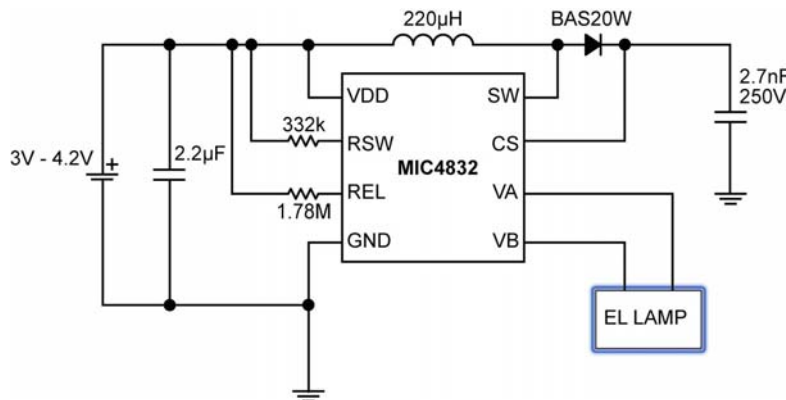 220µH
BAS20W
VDD
SW
2.7nF
250V
332k
RSW
CS
3V - 4.2V
+
2.2µF
MIC4832
REL
VA
1.78M
GND
VB
EL LAMP